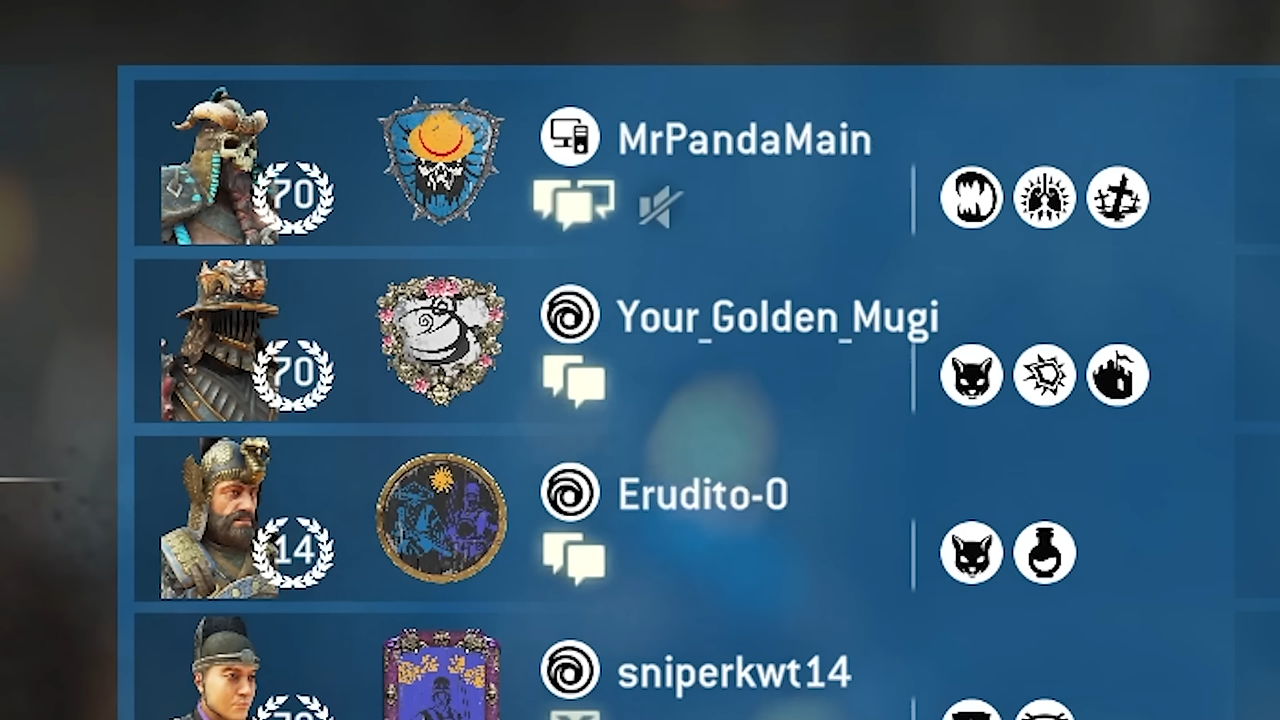 70
MrPandaMain
70
Your_Golden_Mugi
14
Erudito-0
sniperkwt14